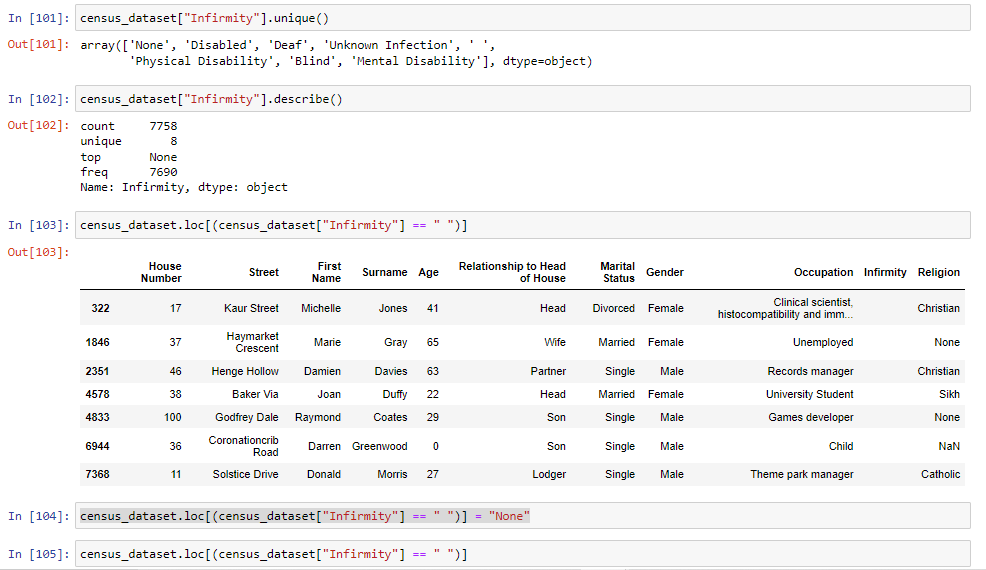 In [101]: census_dataset["Infirmity"].unique()
Out[101]: array(['None', 'Disabled', 'Deaf', 'Unknown Infection', ' ',
'Physical Disability', 'Blind', 'Mental Disability'], dtype=object)
In [102]: census_dataset["Infirmity"].describe()
Out[102]: count 7758
unique 8
top None
freq 7690
Name: Infirmity, dtype: object
In [103]: census_dataset.loc[(census_dataset["Infirmity"] == " ")]
Out[103]:
House Number Street First Name Surname Age Relationship to Head of House Marital Status Gender Occupation Infirmity Religion
322 17 Kaur Street Michelle Jones 41 Head Divorced Female Clinical scientist, histocompatibility and imm... Christian
1846 37 Haymarket Crescent Marie Gray 65 Wife Married Female Unemployed None
2351 46 Henge Hollow Damien Davies 63 Partner Single Male Records manager Christian
4578 38 Baker Via Joan Duffy 22 Head Married Female University Student Sikh
4833 100 Godfrey Dale Raymond Coates 29 Son Single Male Games developer None
6944 36 Coronationcrib Road Darren Greenwood 0 Son Single Male Child NaN
7368 11 Solstice Drive Donald Morris 27 Lodger Single Male Theme park manager Catholic
In [104]: census_dataset.loc[(census_dataset["Infirmity"] == " ")] = "None"
In [105]: census_dataset.loc[(census_dataset["Infirmity"] == " ")]